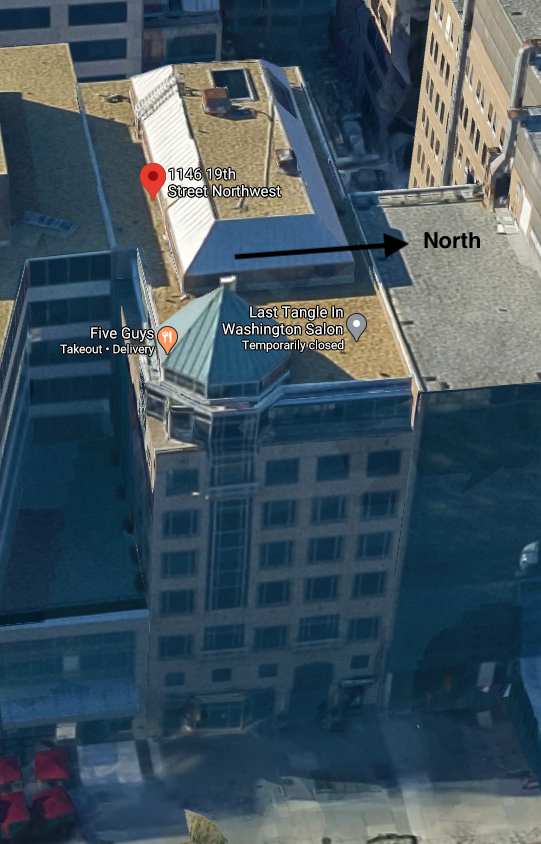 1146 19th
Street Northwest
North
Last Tangle In
Washington Salon
Temporarily closed
Five Guys
Takeout • Delivery